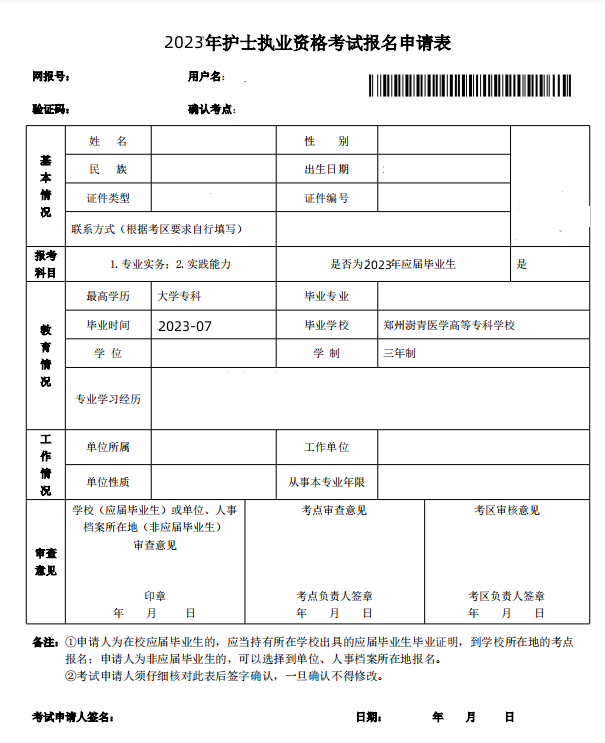 2023年护士执业资格考试报名申请表
网报号： 用户名：
验证码： 确认考点：
基本情况
姓 名 性 别
民 族 出生日期
证件类型 证件编号
联系方式（根据考区要求自行填写）
报考科目
1.专业实务；2.实践能力 是否为2023年应届毕业生 是
教育情况
最高学历 大学专科 毕业专业
毕业时间 2023-07 毕业学校 郑州澍青医学高等专科学校
学 位 学 制 三年制
专业学习经历
工作情况
单位所属 工作单位
单位性质 从事本专业年限
审查意见
学校（应届毕业生）或单位、人事
档案所在地（非应届毕业生）
审查意见
印章
年 月 日
考点审查意见
考点负责人签章
年 月 日
考区审核意见
考区负责人签章
年 月 日
备注：①申请人为在校应届毕业生的，应当持有所在学校出具的应届毕业生毕业证明，到学校所在地的考点
报名；申请人为非应届毕业生的，可以选择到单位、人事档案所在地报名。
②考试申请人须仔细核对此表后签字确认，一旦确认不得修改。
考试申请人签名： 日期： 年 月 日